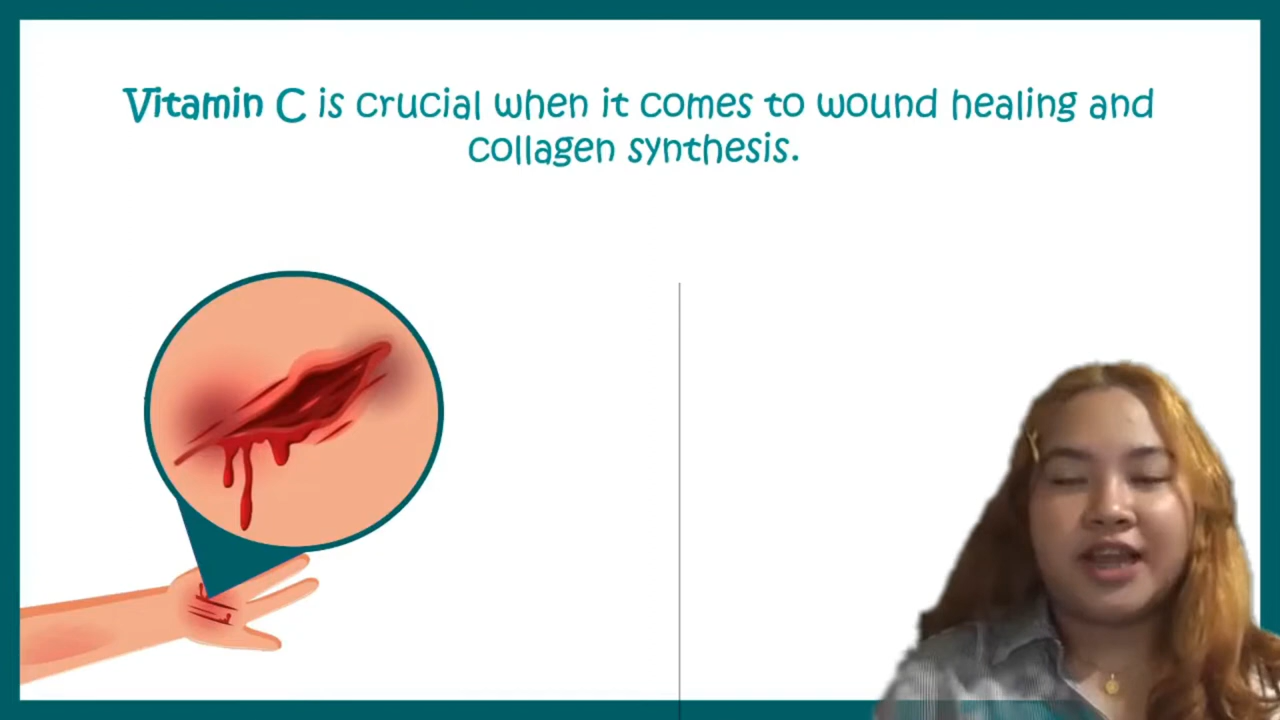 Vitamin C is crucial when it comes to wound healing and
collagen synthesis.